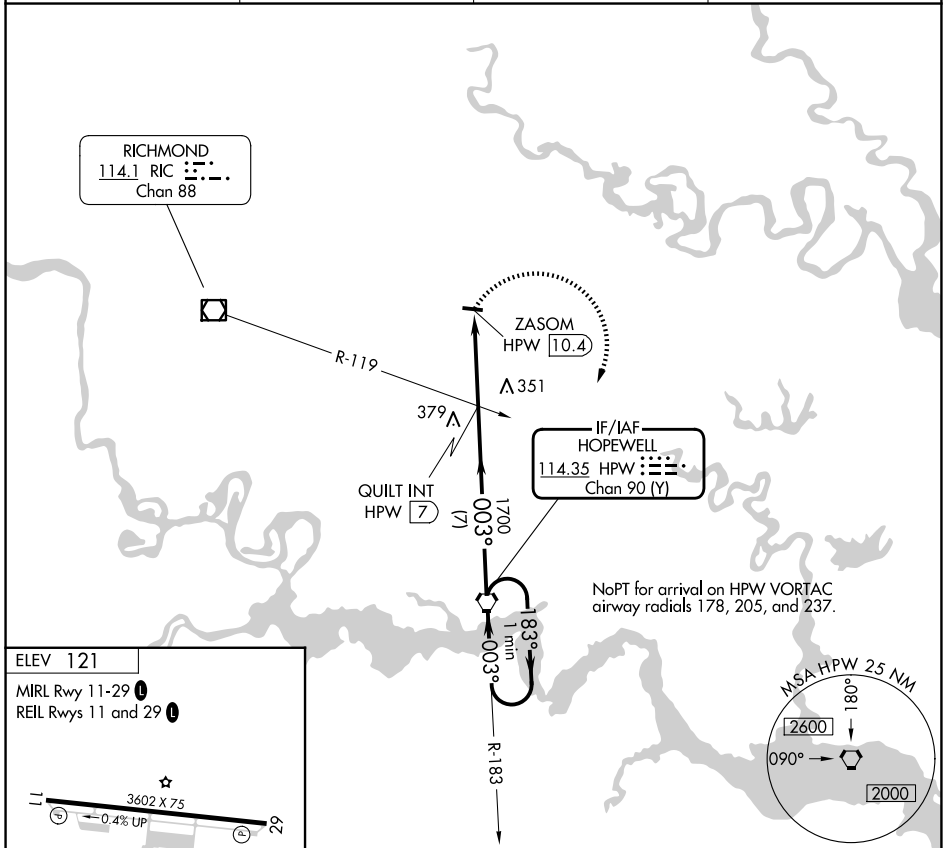 RICHMOND
114.1 RIC
Chan 88
ZASOM
HPW 10.4
R-119
351
379
IF/IAF
HOPEWELL
114.35 HPW
Chan 90 (Y)
QUILT INT
HPW 7
1700
003°
(7)
NoPT for arrival on HPW VORTAC
airway radials 178, 205, and 237.
183°
1 min
003°
R-183
ELEV 121
MIRL Rwy 11-29 L
REIL Rwys 11 and 29 L
11
3602 X 75
0.4% UP
P
P
29
MSA HPW 25 NM
180°
2600
090°
2000